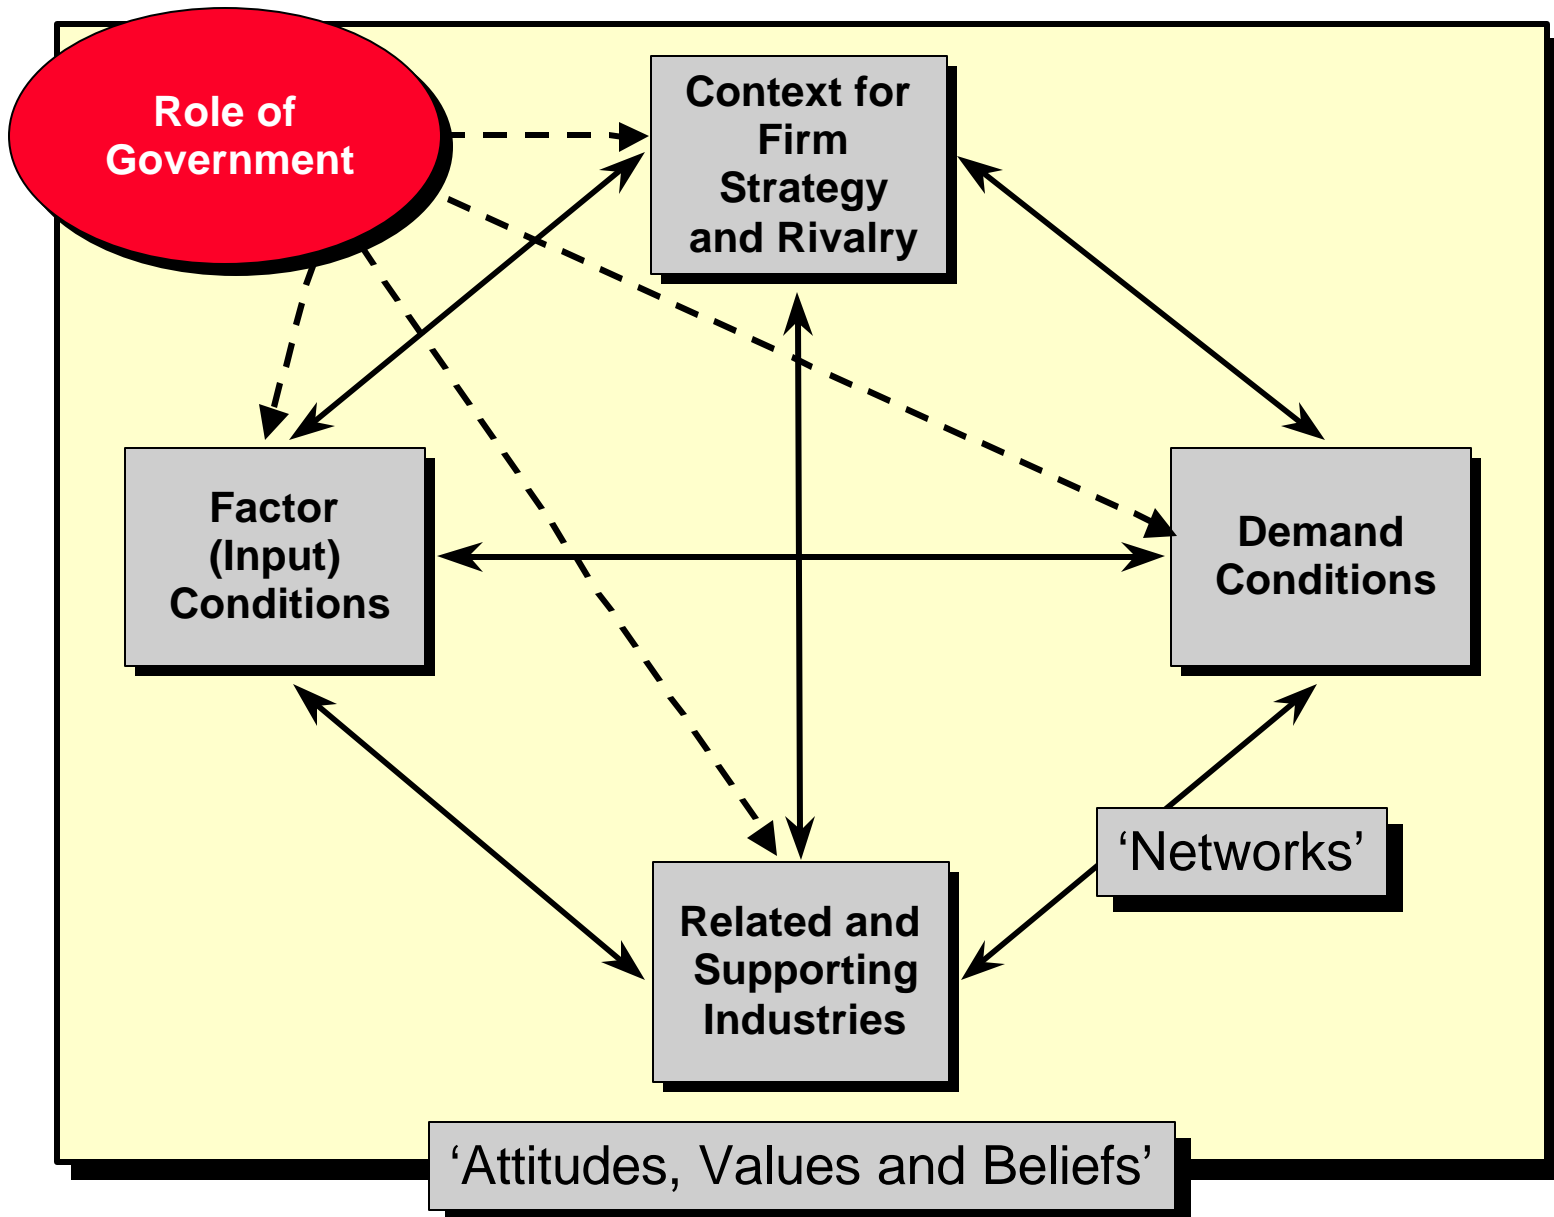 Role of
Government
Context for
Firm
Strategy
and Rivalry
Factor
(Input)
Conditions
Demand
Conditions
‘Networks’
Related and
Supporting
Industries
‘Attitudes, Values and Beliefs’